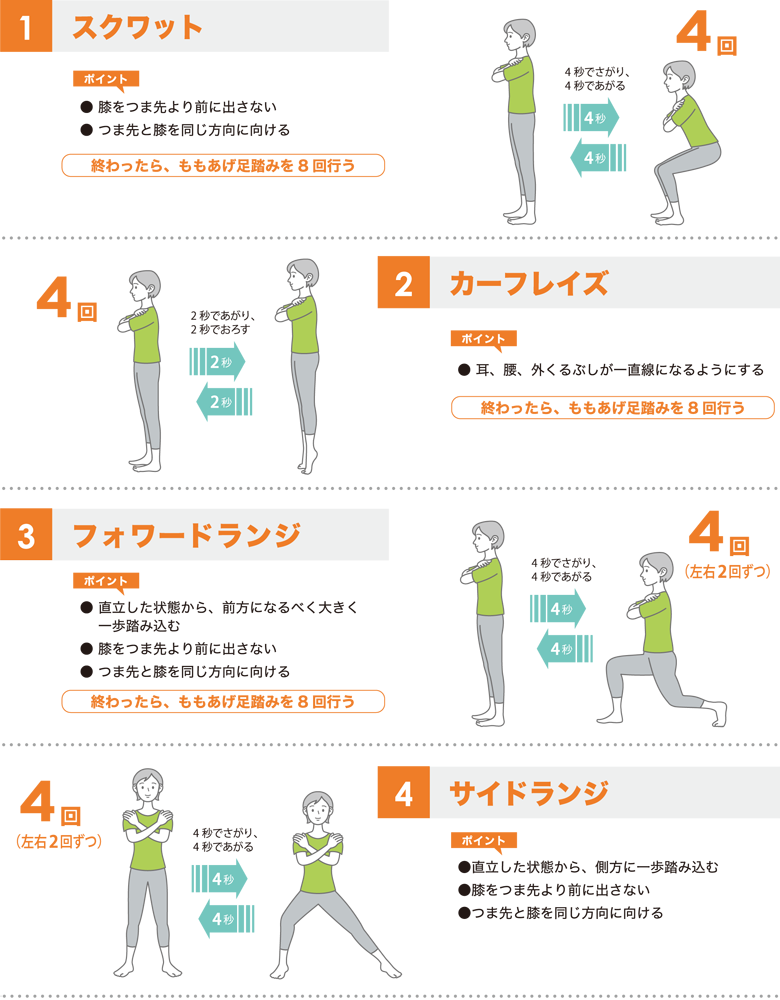 1 スクワット
ポイント
● 膝をつま先より前に出さない
● つま先と膝を同じ方向に向ける
終わったら、ももあげ足踏みを8回行う
4回
4秒でさがり、
4秒であがる
4秒
4秒
4回
2秒であがり、
2秒でおろす
2秒
2秒
2 カーフレイズ
ポイント
● 耳、腰、外くるぶしが一直線になるようにする
終わったら、ももあげ足踏みを8回行う
3 フォワードランジ
ポイント
● 直立した状態から、前方になるべく大きく
一歩踏み込む
● 膝をつま先より前に出さない
● つま先と膝を同じ方向に向ける
終わったら、ももあげ足踏みを8回行う
4回
(左右2回ずつ)
4秒でさがり、
4秒であがる
4秒
4秒
4回
(左右2回ずつ)
4秒でさがり、
4秒であがる
4秒
4秒
4 サイドランジ
ポイント
●直立した状態から、側方に一歩踏み込む
●膝をつま先より前に出さない
●つま先と膝を同じ方向に向ける